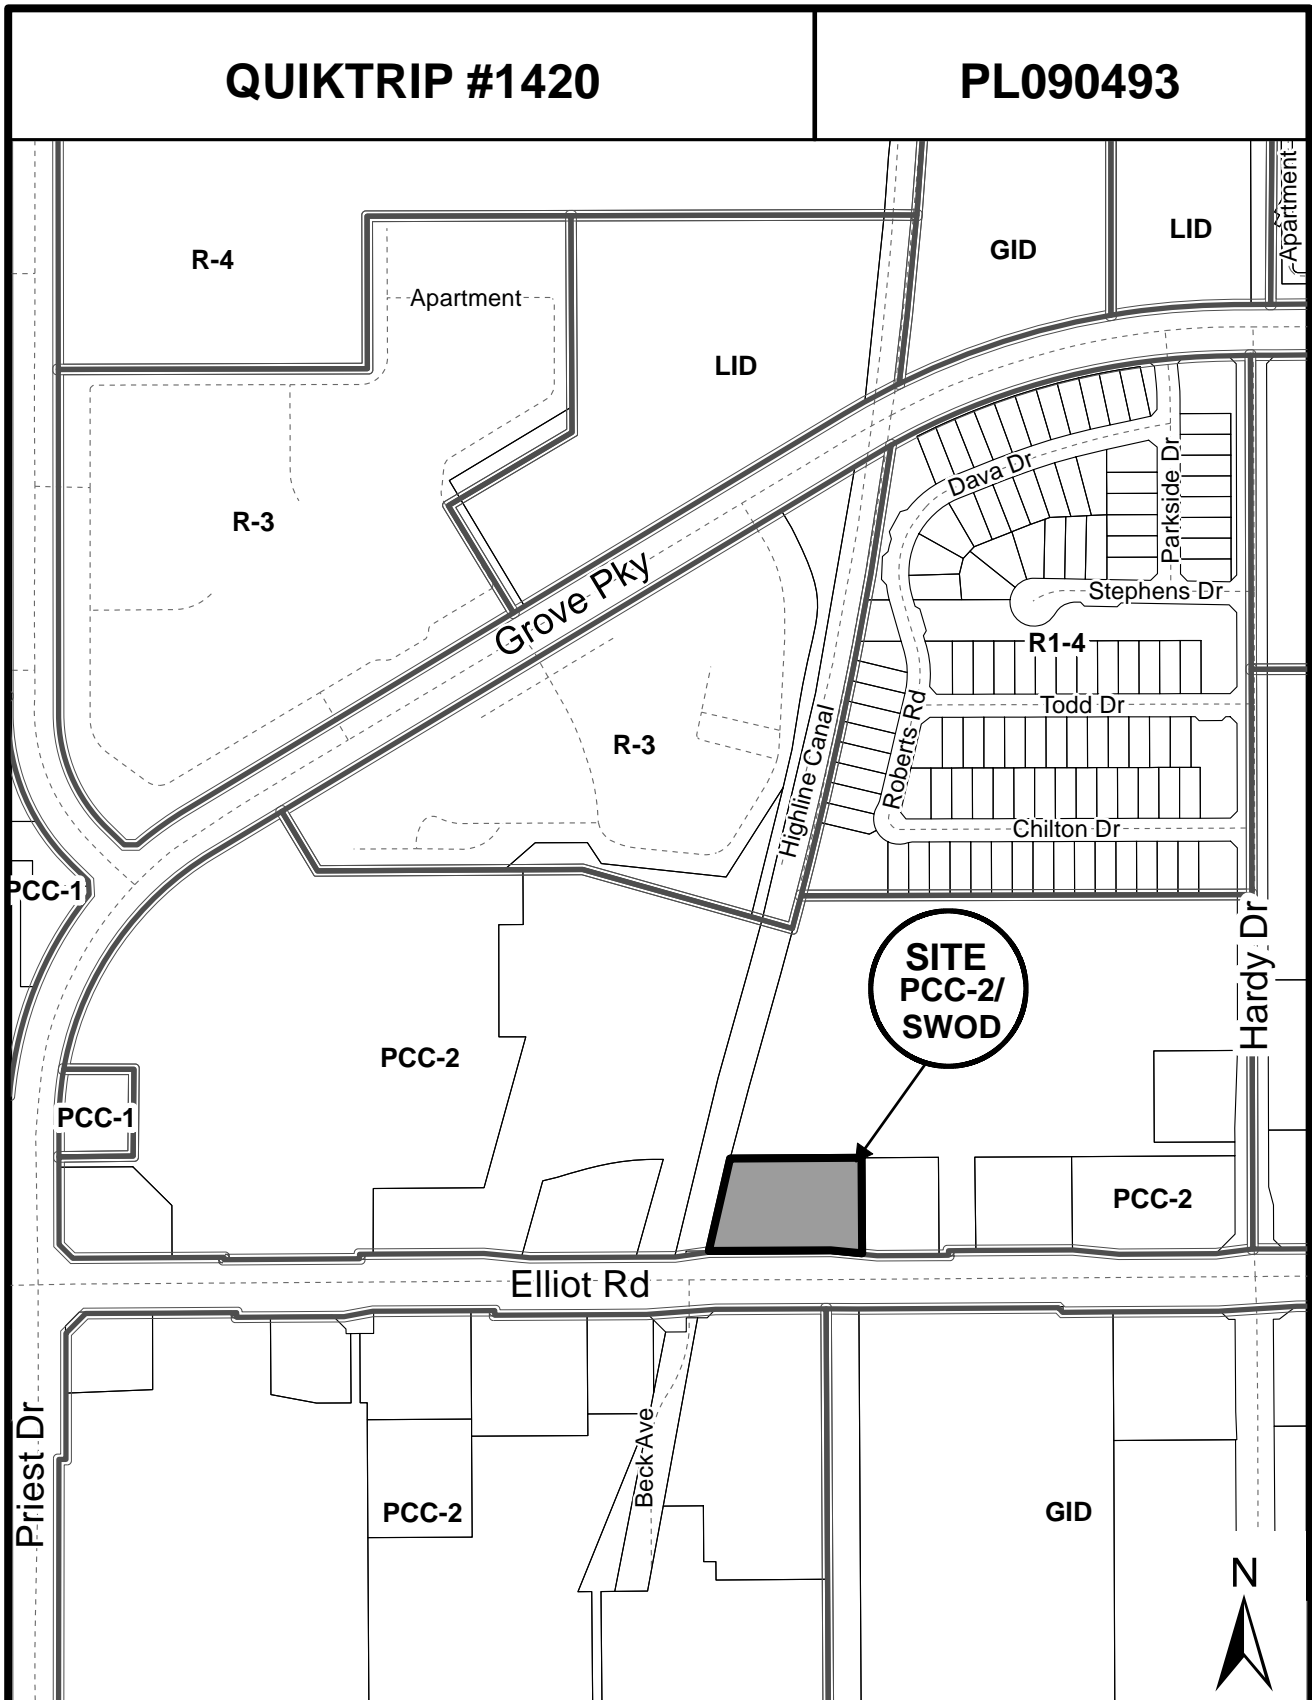 QUIKTRIP #1420
PL090493
R-4
Apartment
LID
GID
LID
Apartment
R-3
Grove Pky
Dava Dr
Parkside Dr
Stephens Dr
R1-4
Todd Dr
Roberts Rd
Chilton Dr
R-3
Highline Canal
PCC-1
SITE
PCC-2/
SWOD
Hardy Dr
PCC-2
PCC-1
PCC-2
Elliot Rd
Priest Dr
Beck Ave
PCC-2
GID
N